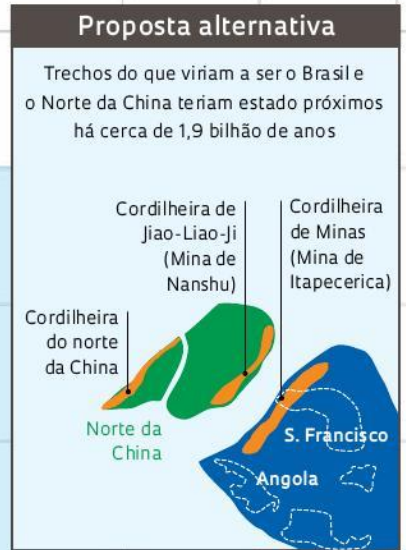 Proposta alternativa
Trechos do que viriam a ser o Brasil e
o Norte da China teriam estado próximos
há cerca de 1,9 bilhão de anos
Cordilheira de
Jiao-Liao-Ji
(Mina de
Nanshu)
Cordilheira
de Minas
(Mina de
Itapecerica)
Cordilheira
do norte
da China
Norte da
China
S. Francisco
Angola